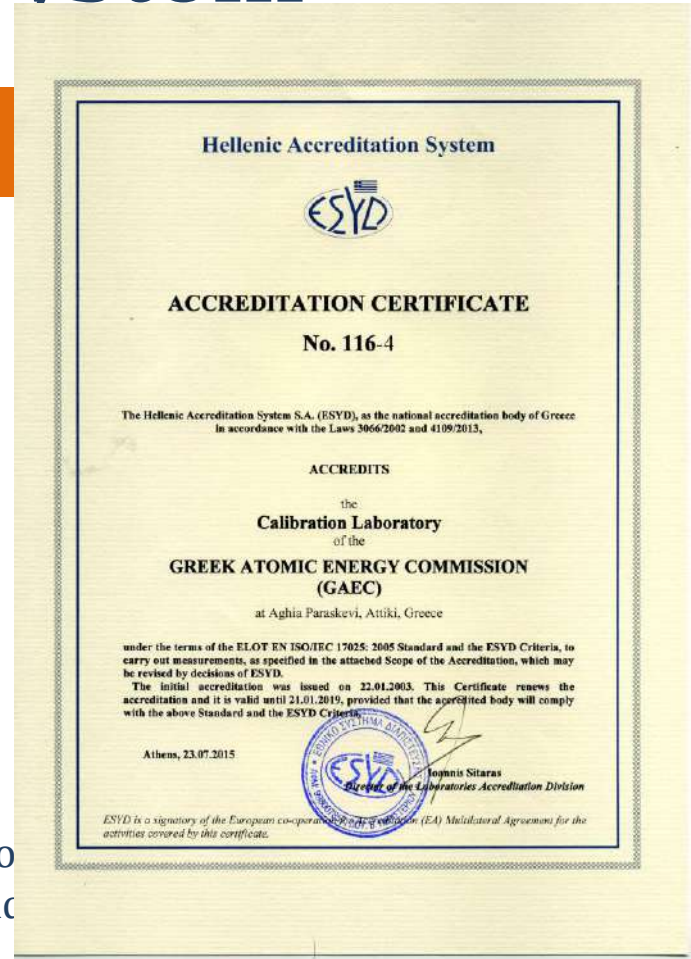 Hellenic Accreditation System
ESYD
ACCREDITATION CERTIFICATE
No. 116-4
The Hellenic Accreditation System S.A. (ESYD), as the national accreditation body of Greece
in accordance with the Laws 3066/2002 and 4109/2013,
ACCREDITS
the
Calibration Laboratory
of the
GREEK ATOMIC ENERGY COMMISSION
(GAEC)
at Aghia Paraskevi, Attiki, Greece
under the terms of the ELOT EN ISO/IEC 17025: 2005 Standard and the ESYD Criteria, to
carry out measurements, as specified in the attached Scope of the Accreditation, which may
be revised by decisions of ESYD.
The initial accreditation was issued on 22.01.2003. This Certificate renews the
accreditation and it is valid until 21.01.2019, provided that the accredited body will comply
with the above Standard and the ESYD Criteria.
Athens, 23.07.2015
ΕΘΝΙΚΟ ΣΥΣΤΗΜΑ
ESYD
Ioannis Sitaras
Director of the Laboratories Accreditation Division
ESYD is a signatory of the European co-operation for Accreditation (EA) Multilateral Agreement for the
activities covered by this certificate.